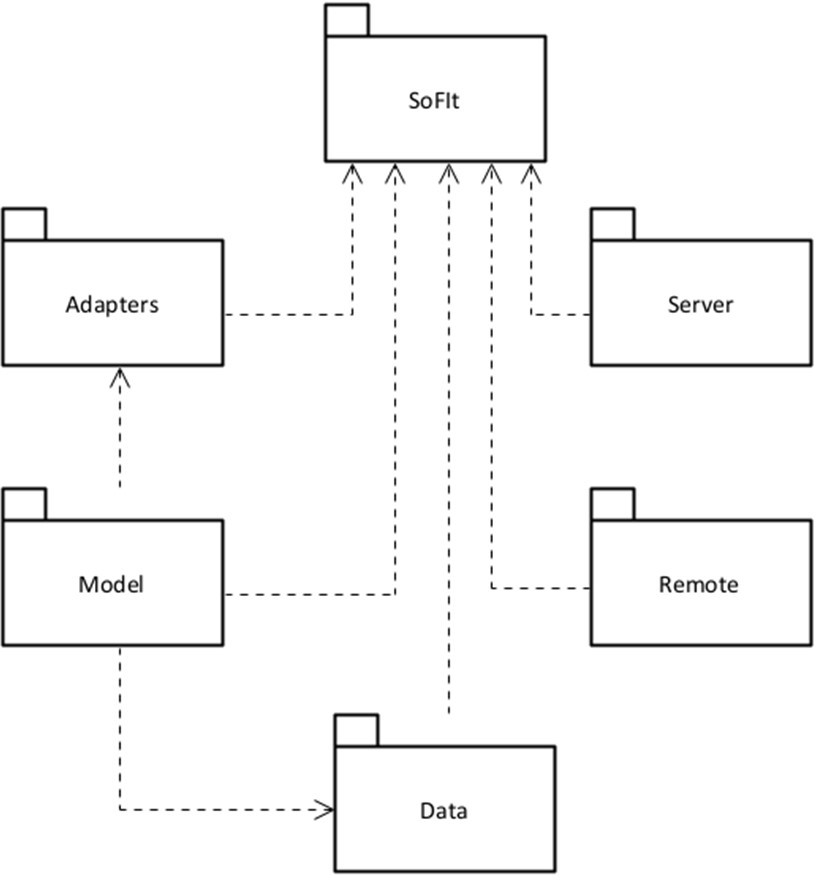 SoFIt
Adapters
Server
Model
Remote
Data